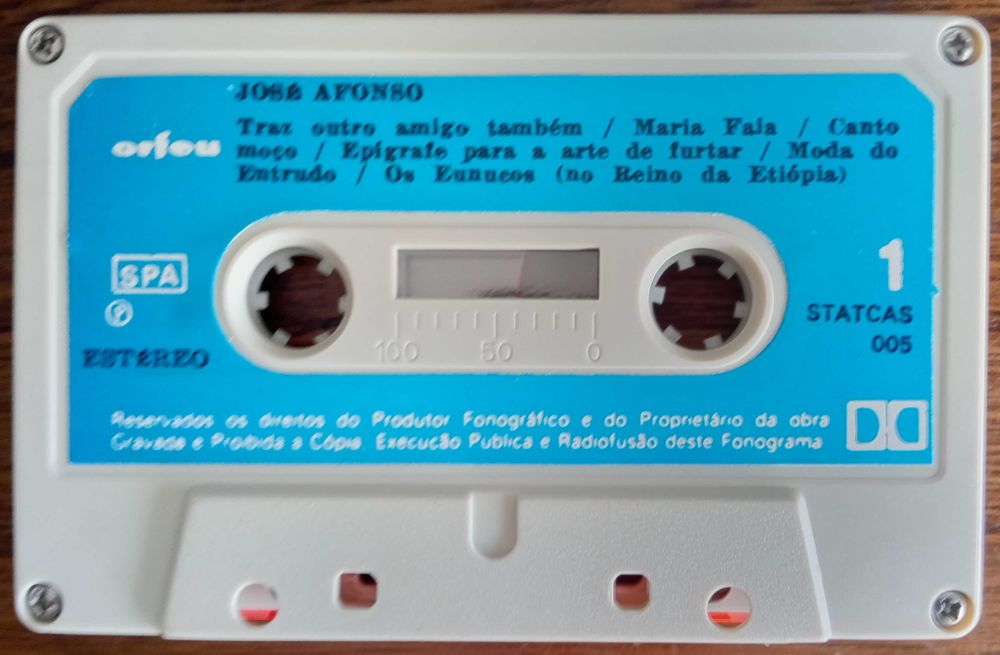 JOSÉ AFONSO
orfeu
Traz outro amigo também / Maria Faia / Canto
moço / Epígrafe para a arte de furtar / Moda do
Entrudo / Os Eunucos (no Reino da Etiópia)
SPA
1
℗
STATCAS
005
ESTÉREO
100 50 0
Reservados os direitos do Produtor Fonográfico e do Proprietário da obra
Gravada e Proibida a Cópia, Execução Publica e Radiofusão deste Fonograma